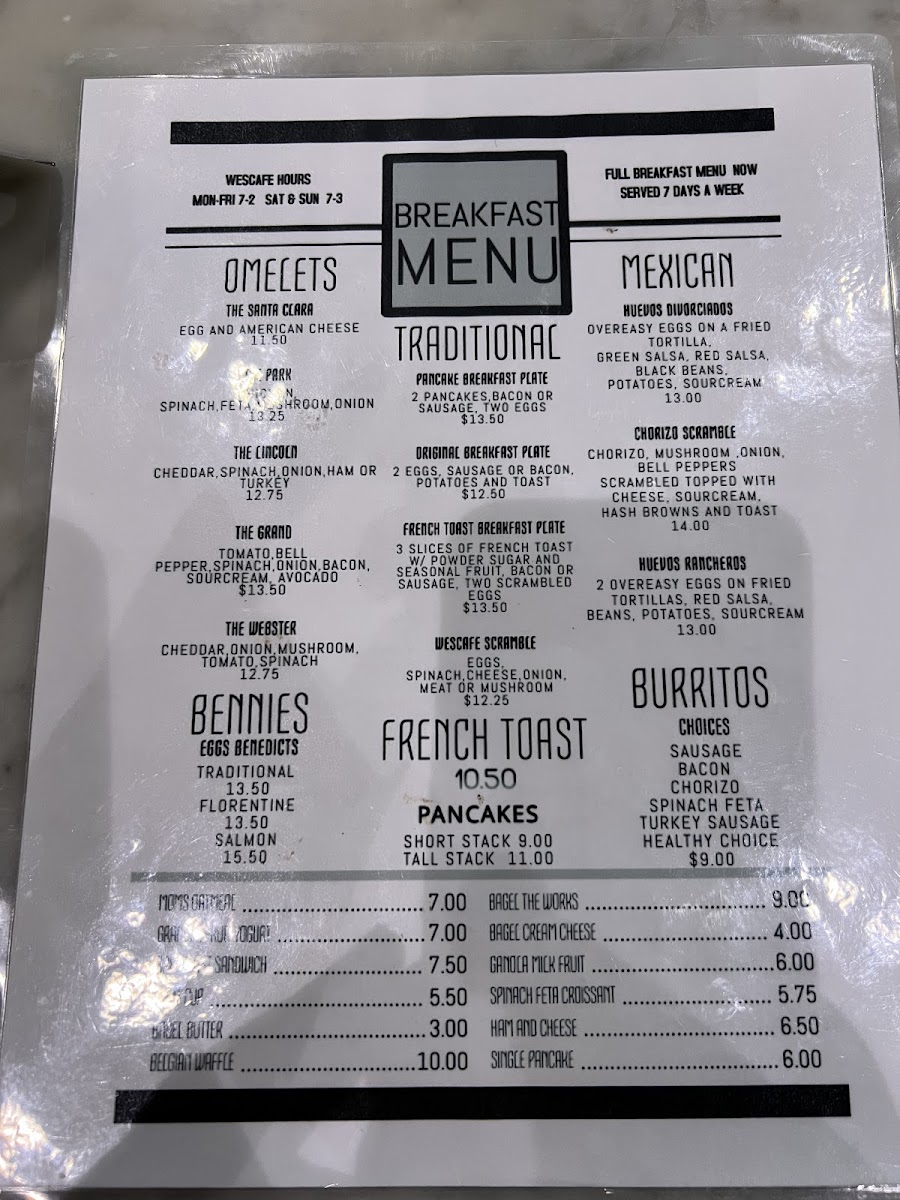 WESCAFE HOURS
MON-FRI 7-2 SAT & SUN 7-3
BREAKFAST
MENU
FULL BREAKFAST MENU NOW
SERVED 7 DAYS A WEEK
OMELETS
THE SANTA CLARA
EGG AND AMERICAN CHEESE
11.50
PARK
SPINACH,FETA,MUSHROOM,ONION
13.25
THE LINCOLN
CHEDDAR,SPINACH,ONION,HAM OR
TURKEY
12.75
THE GRAND
TOMATO,BELL
PEPPER,SPINACH,ONION,BACON,
SOURCREAM, AVOCADO
$13.50
THE WEBSTER
CHEDDAR,ONION,MUSHROOM,
TOMATO,SPINACH
12.75
BENNIES
EGGS BENEDICTS
TRADITIONAL
13.50
FLORENTINE
13.50
SALMON
15.50
TRADITIONAL
PANCAKE BREAKFAST PLATE
2 PANCAKES,BACON OR
SAUSAGE, TWO EGGS
$13.50
ORIGINAL BREAKFAST PLATE
2 EGGS, SAUSAGE OR BACON,
POTATOES AND TOAST
$12.50
FRENCH TOAST BREAKFAST PLATE
3 SLICES OF FRENCH TOAST
W/ POWDER SUGAR AND
SEASONAL FRUIT, BACON OR
SAUSAGE, TWO SCRAMBLED
EGGS
$13.50
WESCAFE SCRAMBLE
EGGS,
SPINACH,CHEESE,ONION,
MEAT OR MUSHROOM
$12.25
FRENCH TOAST
10.50
PANCAKES
SHORT STACK 9.00
TALL STACK 11.00
MEXICAN
HUEVOS DIVORCIADOS
OVEREASY EGGS ON A FRIED
TORTILLA,
GREEN SALSA, RED SALSA,
BLACK BEANS,
POTATOES, SOURCREAM
13.00
CHORIZO SCRAMBLE
CHORIZO, MUSHROOM ,ONION,
BELL PEPPERS
SCRAMBLED TOPPED WITH
CHEESE, SOURCREAM,
HASH BROWNS AND TOAST
14.00
HUEVOS RANCHEROS
2 OVEREASY EGGS ON FRIED
TORTILLAS, RED SALSA,
BEANS, POTATOES, SOURCREAM
13.00
BURRITOS
CHOICES
SAUSAGE
BACON
CHORIZO
SPINACH FETA
TURKEY SAUSAGE
HEALTHY CHOICE
$9.00
MOMS OATMEAL ........................ 7.00
YOGURT ........................ 7.00
SANDWICH ........................ 7.50
CUP ........................ 5.50
BAGEL BUTTER ........................ 3.00
BELGIAN WAFFLE ........................ 10.00
BAGEL THE WORKS ........................ 9.00
BAGEL CREAM CHEESE ........................ 4.00
GANOLA MILK FRUIT ........................ 6.00
SPINACH FETA CROISSANT ........................ 5.75
HAM AND CHEESE ........................ 6.50
SINGLE PANCAKE ........................ 6.00